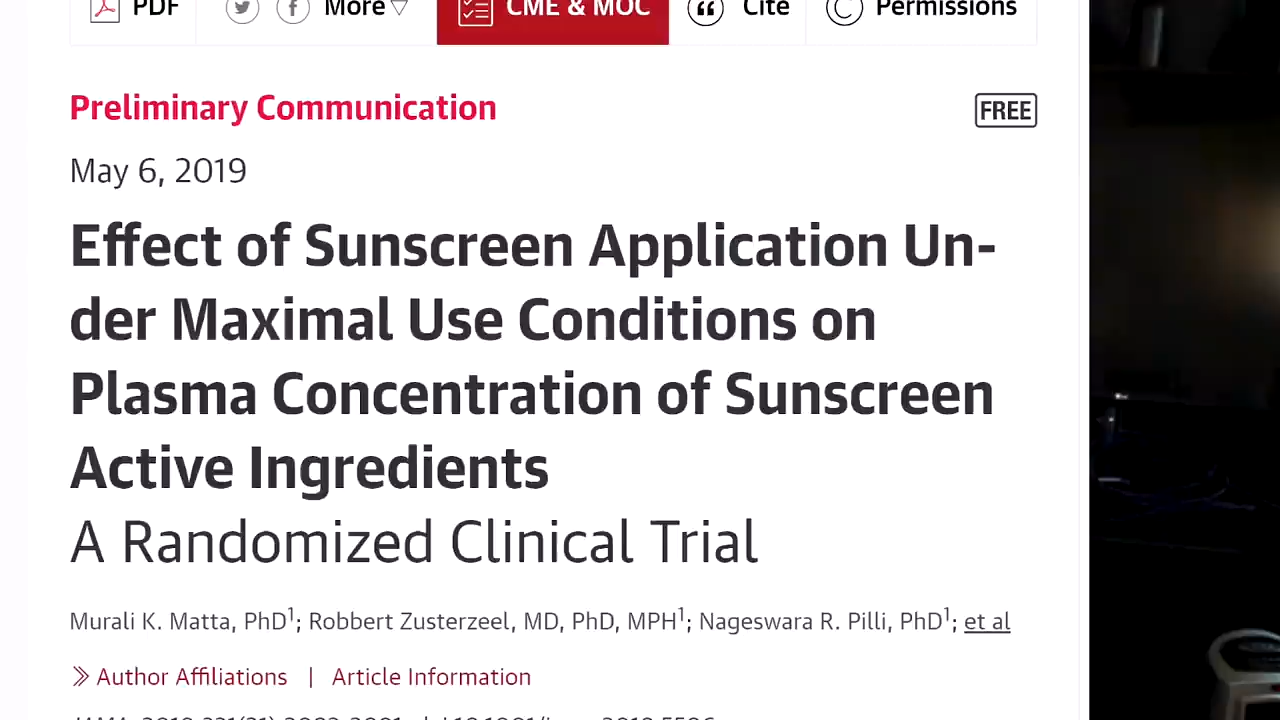 PDF More CME & MOC Cite Permissions
Preliminary Communication FREE
May 6, 2019
Effect of Sunscreen Application Un-
der Maximal Use Conditions on
Plasma Concentration of Sunscreen
Active Ingredients
A Randomized Clinical Trial
Murali K. Matta, PhD1; Robbert Zusterzeel, MD, PhD, MPH1; Nageswara R. Pilli, PhD1; et al
Author Affiliations | Article Information